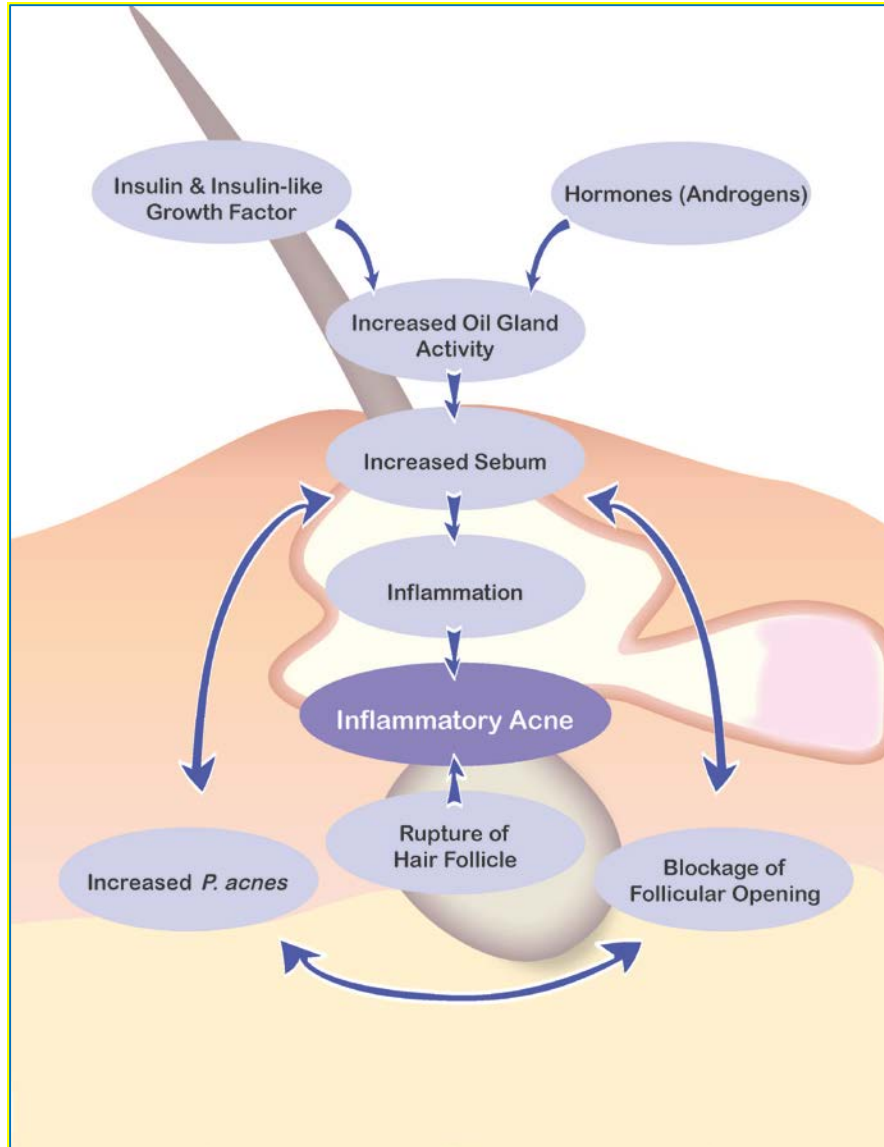 Insulin & Insulin-like
Growth Factor
Hormones (Androgens)
Increased Oil Gland
Activity
Increased Sebum
Inflammation
Inflammatory Acne
Rupture of
Hair Follicle
Increased P. acnes
Blockage of
Follicular Opening